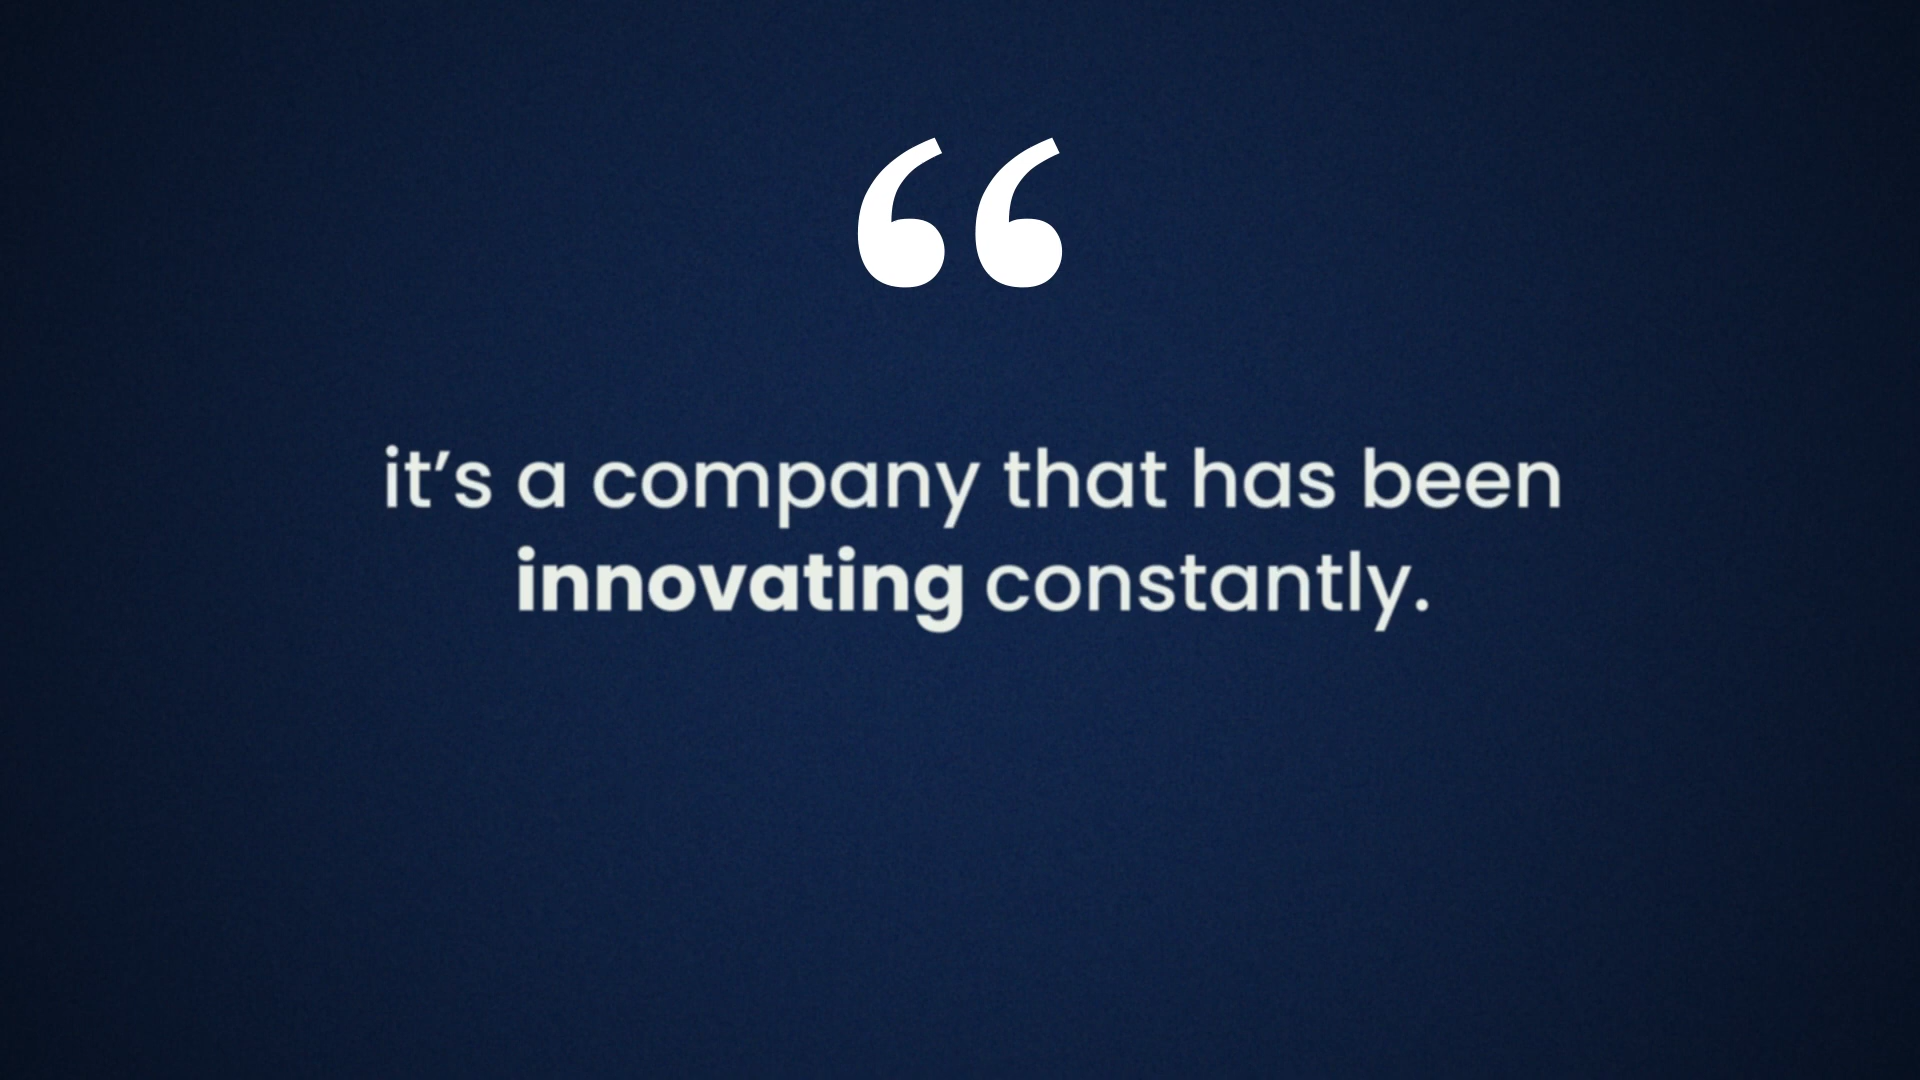 “
it’s a company that has been
innovating constantly.